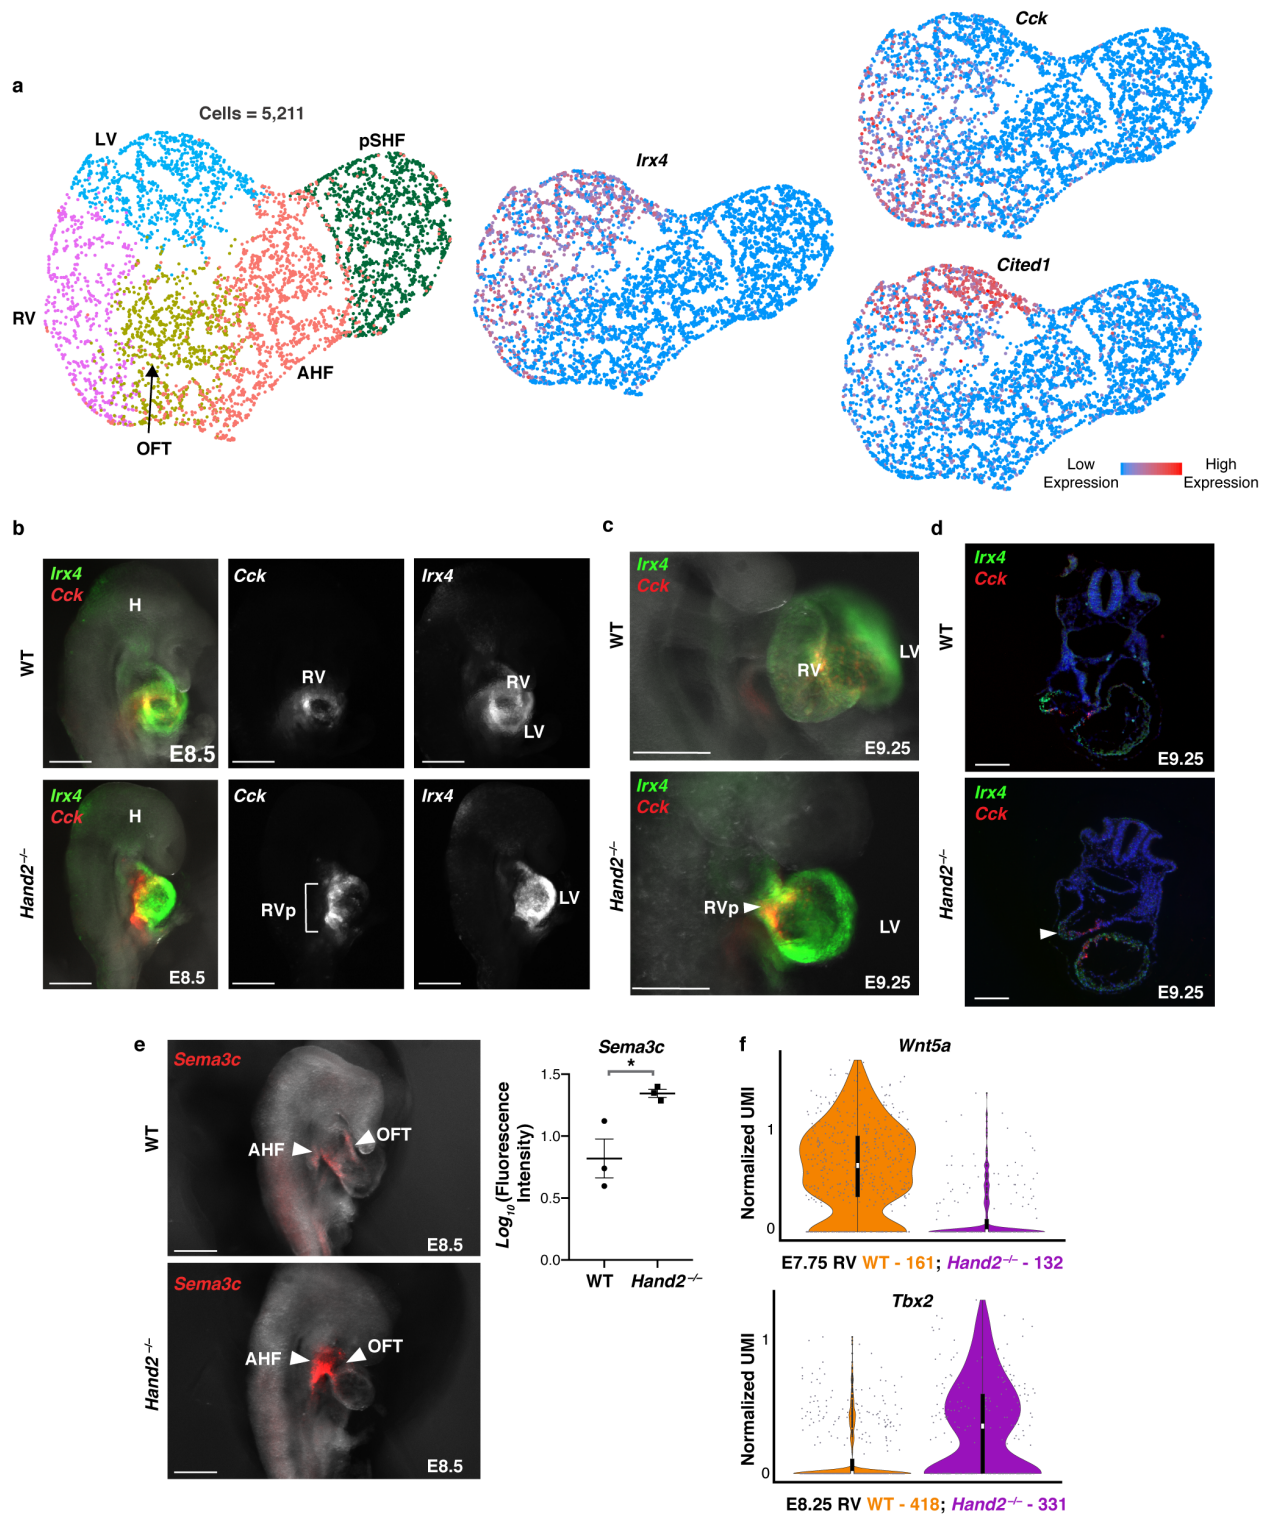 a
Cells = 5,211
LV
pSHF
RV
AHF
OFT
Irx4
Cck
Cited1
Low
Expression
High
Expression
b
WT
Irx4
Cck
H
E8.5
Cck
RV
Irx4
RV
LV
Hand2–/–
Irx4
Cck
H
E8.5
Cck
RVp
Irx4
LV
c
WT
Irx4
Cck
RV
LV
E9.25
Hand2–/–
Irx4
Cck
RVp
LV
E9.25
d
WT
Irx4
Cck
E9.25
Hand2–/–
Irx4
Cck
E9.25
e
WT
Sema3c
AHF
OFT
E8.5
Hand2–/–
Sema3c
AHF
OFT
E8.5
Sema3c
*
Log10(Fluorescence
Intensity)
1.5
1.0
0.5
0.0
WT
Hand2–/–
f
Wnt5a
Normalized UMI
1
0
E7.75 RV WT - 161; Hand2–/– - 132
Tbx2
Normalized UMI
1
0
E8.25 RV WT - 418; Hand2–/– - 331